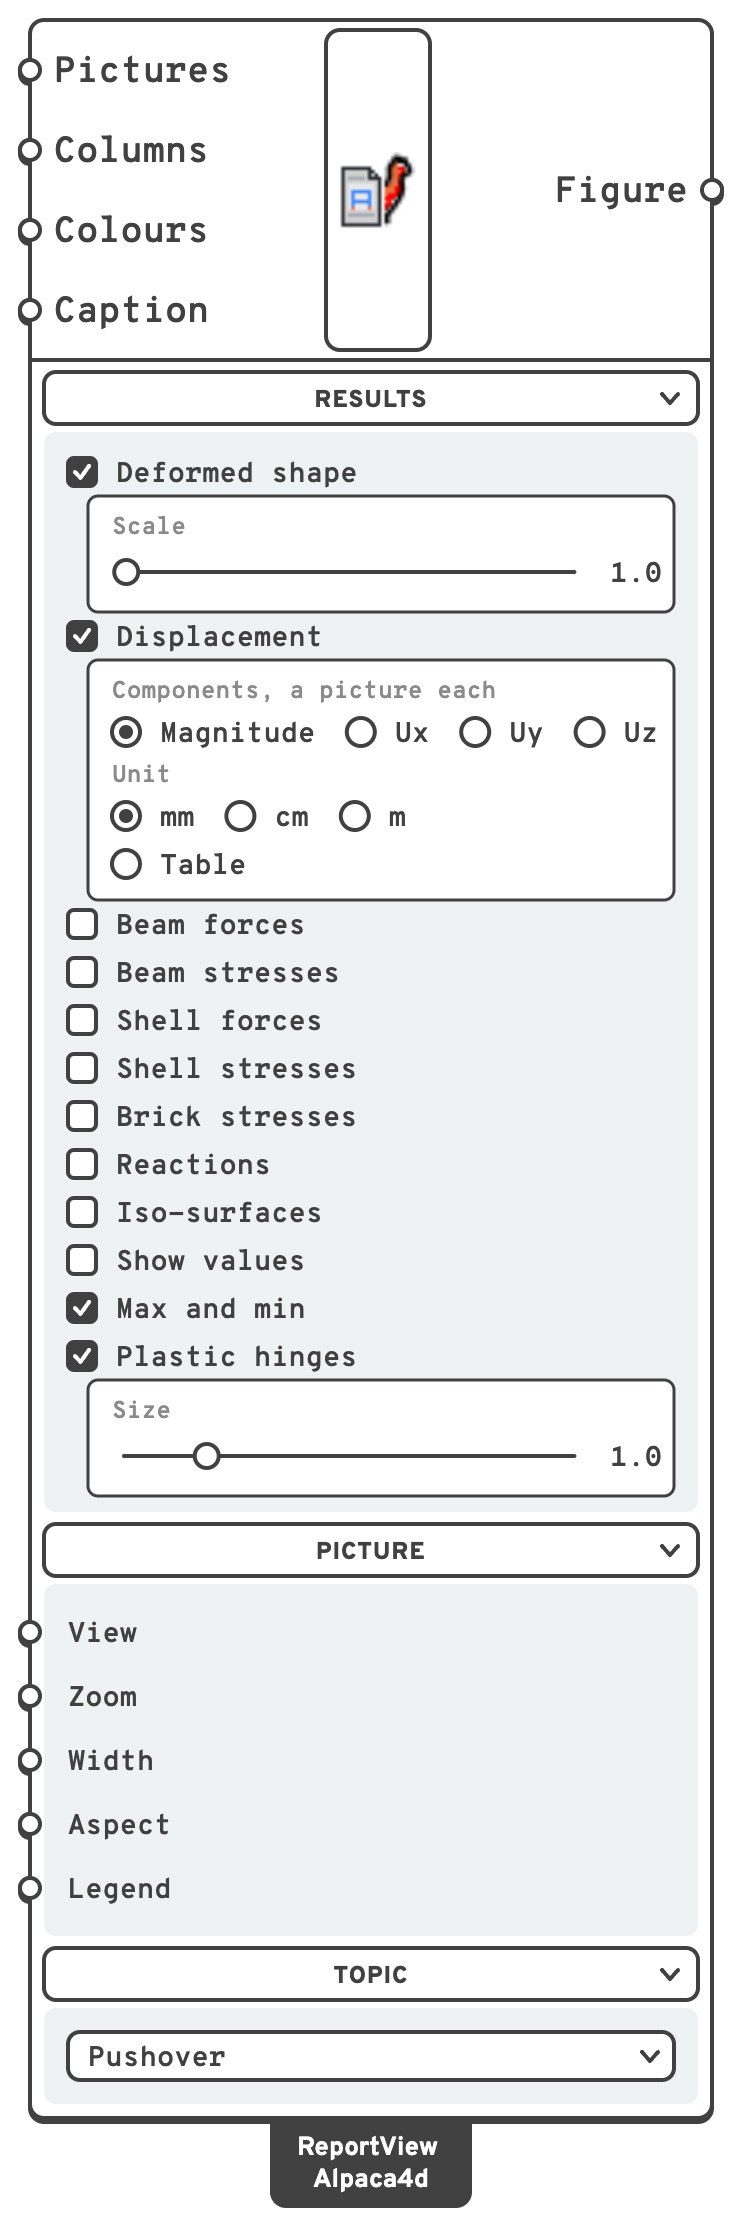 Pictures
Columns
Colours
Caption
Figure
RESULTS
Deformed shape
Scale
1.0
Displacement
Components, a picture each
Magnitude Ux Uy Uz
Unit
mm cm m
Table
Beam forces
Beam stresses
Shell forces
Shell stresses
Brick stresses
Reactions
Iso-surfaces
Show values
Max and min
Plastic hinges
Size
1.0
PICTURE
View
Zoom
Width
Aspect
Legend
TOPIC
Pushover
ReportView
Alpaca4d